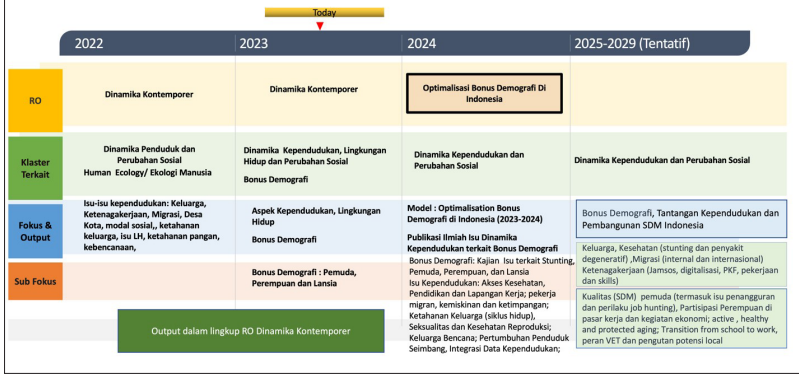 Today
2022
2023
2024
2025-2029 (Tentatif)
RO
Dinamika Kontemporer
Dinamika Kontemporer
Optimalisasi Bonus Demografi Di
Indonesia
Klaster
Terkait
Dinamika Penduduk dan
Perubahan Sosial
Human Ecology/ Ekologi Manusia
Dinamika Kependudukan, Lingkungan
Hidup dan Perubahan Sosial
Bonus Demografi
Dinamika Kependudukan dan
Perubahan Sosial
Dinamika Kependudukan dan Perubahan Sosial
Fokus &
Output
Isu-isu kependudukan: Keluarga,
Ketenagakerjaan, Migrasi, Desa
Kota, modal sosial,, ketahanan
keluarga, isu LH, ketahanan pangan,
kebencanaan,
Aspek Kependudukan, Lingkungan
Hidup
Bonus Demografi
Model : Optimalisation Bonus
Demografi di Indonesia (2023-2024)
Publikasi Ilmiah Isu Dinamika
Kependudukan terkait Bonus Demografi
Bonus Demografi, Tantangan Kependudukan dan
Pembangunan SDM Indonesia
Sub Fokus
Bonus Demografi : Pemuda,
Perempuan dan Lansia
Bonus Demografi: Kajian Isu terkait Stunting,
Pemuda, Perempuan, dan Lansia
Isu Kependudukan: Akses Kesehatan,
Pendidikan dan Lapangan Kerja; pekerja
migran, kemiskinan dan ketimpangan;
Ketahanan Keluarga (siklus hidup),
Seksualitas dan Kesehatan Reproduksi;
Keluarga Bencana; Pertumbuhan Penduduk
Seimbang, Integrasi Data Kependudukan;
Keluarga, Kesehatan (stunting dan penyakit
degeneratif) ,Migrasi (internal dan internasional)
Ketenagakerjaan (Jamsos, digitalisasi, PKF, pekerjaan
dan skills)
Kualitas (SDM) pemuda (termasuk isu penangguran
dan perilaku job hunting), Partisipasi Perempuan di
pasar kerja dan kegiatan ekonomi; active , healthy
and protected aging; Transition from school to work,
peran VET dan pengutan potensi local
Output dalam lingkup RO Dinamika Kontemporer